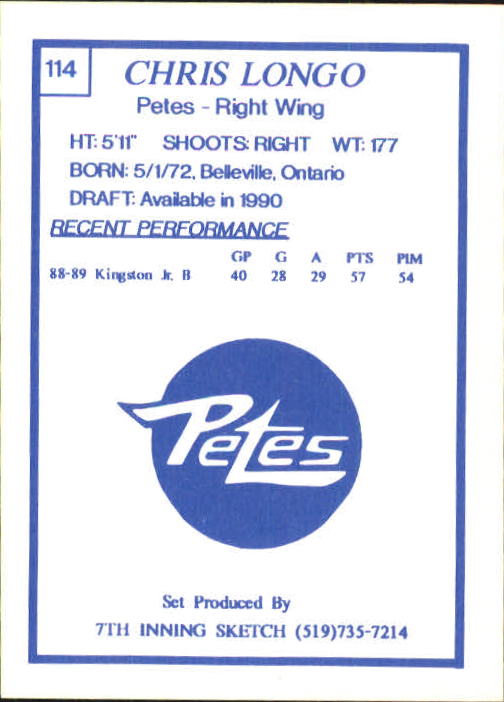 114
CHRIS LONGO
Petes - Right Wing
HT: 5'11" SHOOTS: RIGHT WT: 177
BORN: 5/1/72, Belleville, Ontario
DRAFT: Available in 1990
RECENT PERFORMANCE
GP G A PTS PIM
88-89 Kingston Jr. B 40 28 29 57 54
Petes
Set Produced By
7TH INNING SKETCH (519)735-7214